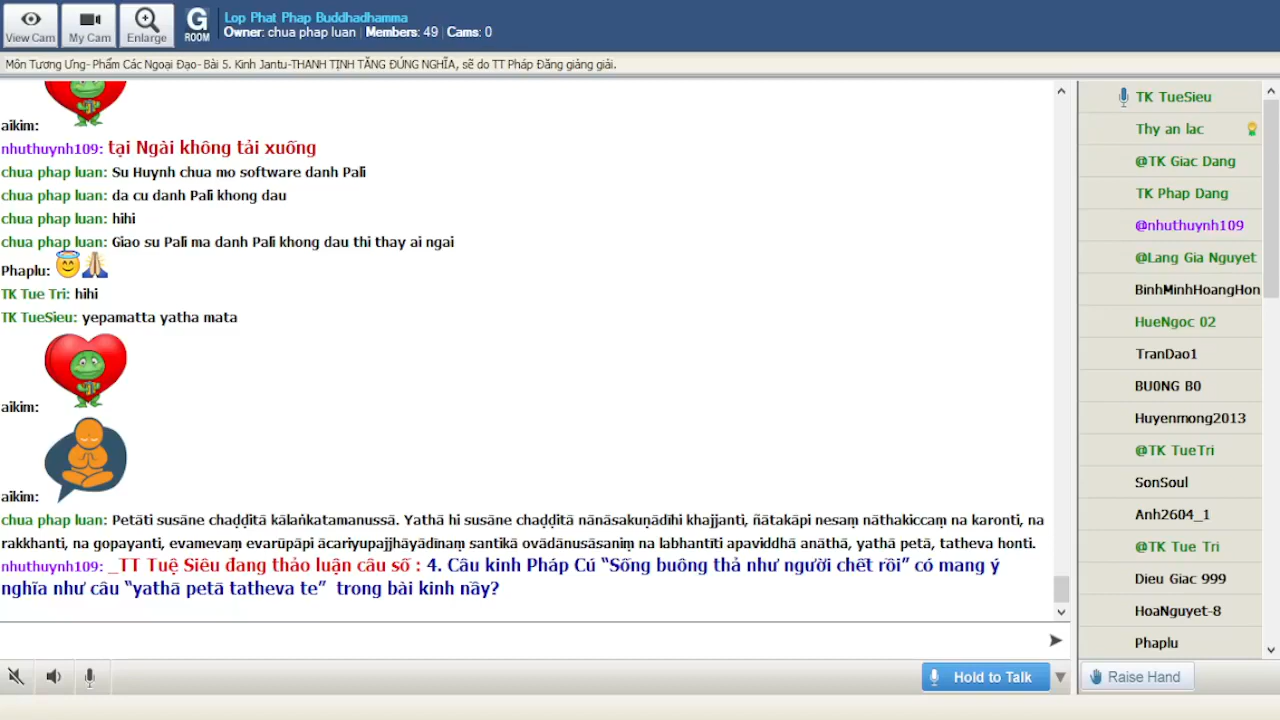 View Cam
My Cam
Enlarge
G
ROOM
Lop Phat Phap Buddhadhamma
Owner: chua phap luan | Members: 49 | Cams: 0
Môn Tương Ưng- Phẩm Các Ngoại Đạo- Bài 5. Kinh Jantu-THANH TỊNH TĂNG ĐÚNG NGHĨA, sẽ do TT Pháp Đăng giảng giải.
aikim:
nhuthuynh109: tại Ngài không tải xuống
chua phap luan: Su Huynh chua mo software danh Pali
chua phap luan: da cu danh Pali khong dau
chua phap luan: hihi
chua phap luan: Giao su Pali ma danh Pali khong dau thi thay ai ngai
Phaplu:
TK Tue Tri: hihi
TK TueSieu: yepamatta yatha mata
aikim:
aikim:
chua phap luan: Petāti susāne chaḍḍitā kālaṅkatamanussā. Yathā hi susāne chaḍḍitā nānāsakuṇādīhi khajjanti, ñātakāpi nesaṃ nāthakiccaṃ na karonti, na
rakkhanti, na gopayanti, evamevaṃ evarūpāpi ācariyupajjhāyādīnaṃ santikā ovādānusāsaniṃ na labhantīti apaviddhā anāthā, yathā petā, tatheva honti.
nhuthuynh109: _TT Tuệ Siêu đang thảo luận câu số : 4. Câu kinh Pháp Cú “Sống buông thả như người chết rồi” có mang ý
nghĩa như câu “yathā petā tatheva te” trong bài kinh nầy?
Hold to Talk
TK TueSieu
Thy an lac
@TK Giac Dang
TK Phap Dang
@nhuthuynh109
@Lang Gia Nguyet
BinhMinhHoangHon
HueNgoc 02
TranDao1
BU0NG B0
Huyenmong2013
@TK TueTri
SonSoul
Anh2604_1
@TK Tue Tri
Dieu Giac 999
HoaNguyet-8
Phaplu
Raise Hand